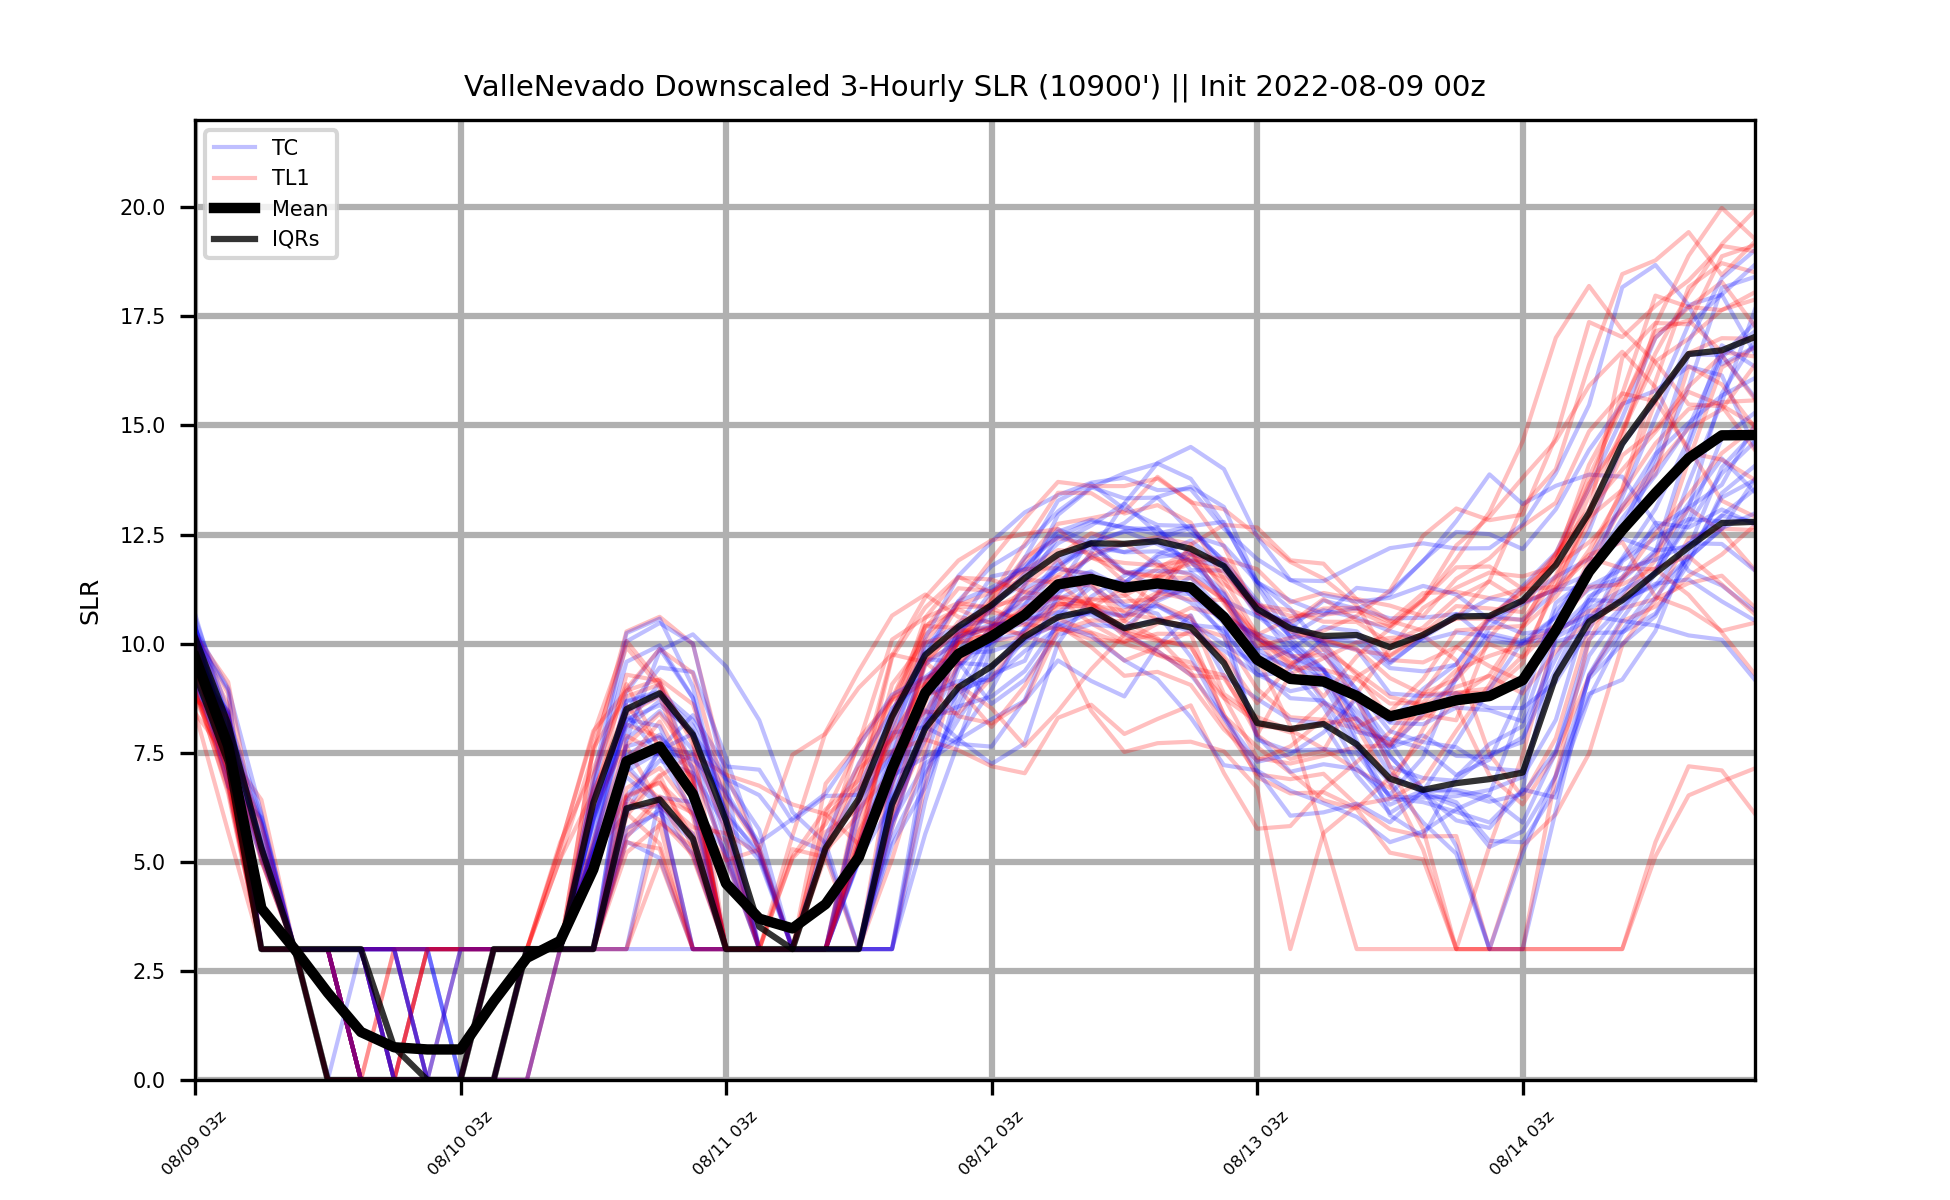 ValleNevado Downscaled 3-Hourly SLR (10900') || Init 2022-08-09 00z
TC
TL1
Mean
IQRs
20.0
17.5
15.0
12.5
10.0
7.5
5.0
2.5
0.0
SLR
08/09 03z
08/10 03z
08/11 03z
08/12 03z
08/13 03z
08/14 03z